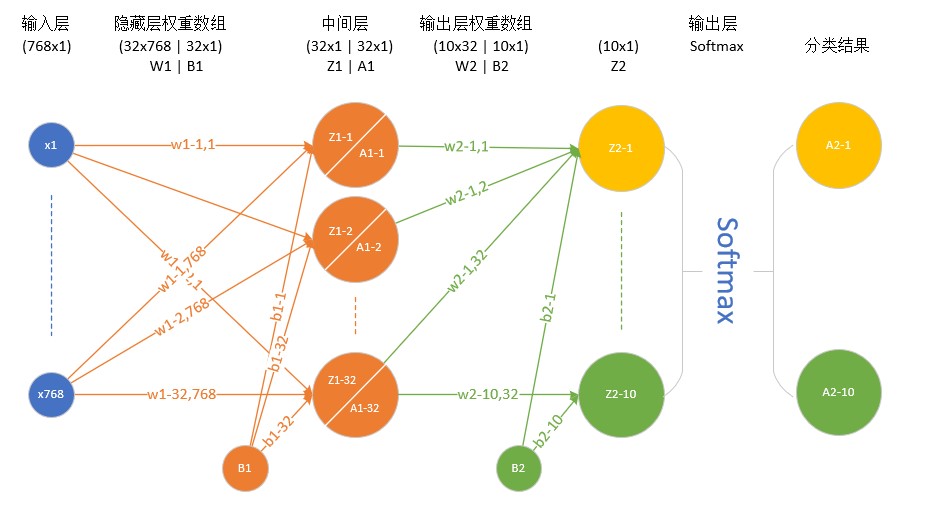 输入层
(768x1)
隐藏层权重数组
(32x768 | 32x1)
W1 | B1
中间层
(32x1 | 32x1)
Z1 | A1
输出层权重数组
(10x32 | 10x1)
W2 | B2
(10x1)
Z2
输出层
Softmax
分类结果
x1
w1-1,1
Z1-1
A1-1
w2-1,1
Z2-1
A2-1
Z1-2
A1-2
w2-1,2
w1-1,768
w1-2,768
w2-1,32
b1-1
b1-32
b2-1
Softmax
x768
w1-32,768
Z1-32
A1-32
w2-10,32
Z2-10
A2-10
b1-32
b2-10
B1
B2